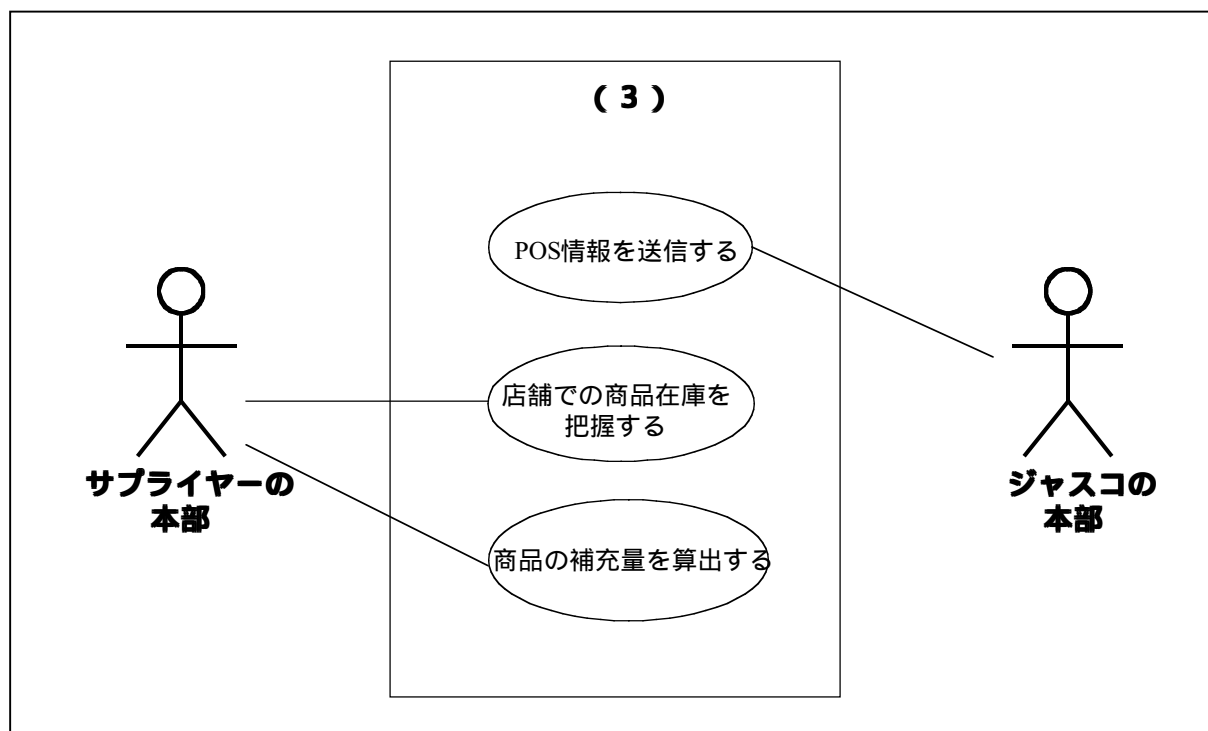 (3)
POS情報を送信する
店舗での商品在庫を
把握する
商品の補充量を算出する
サプライヤーの
本部
ジャスコの
本部